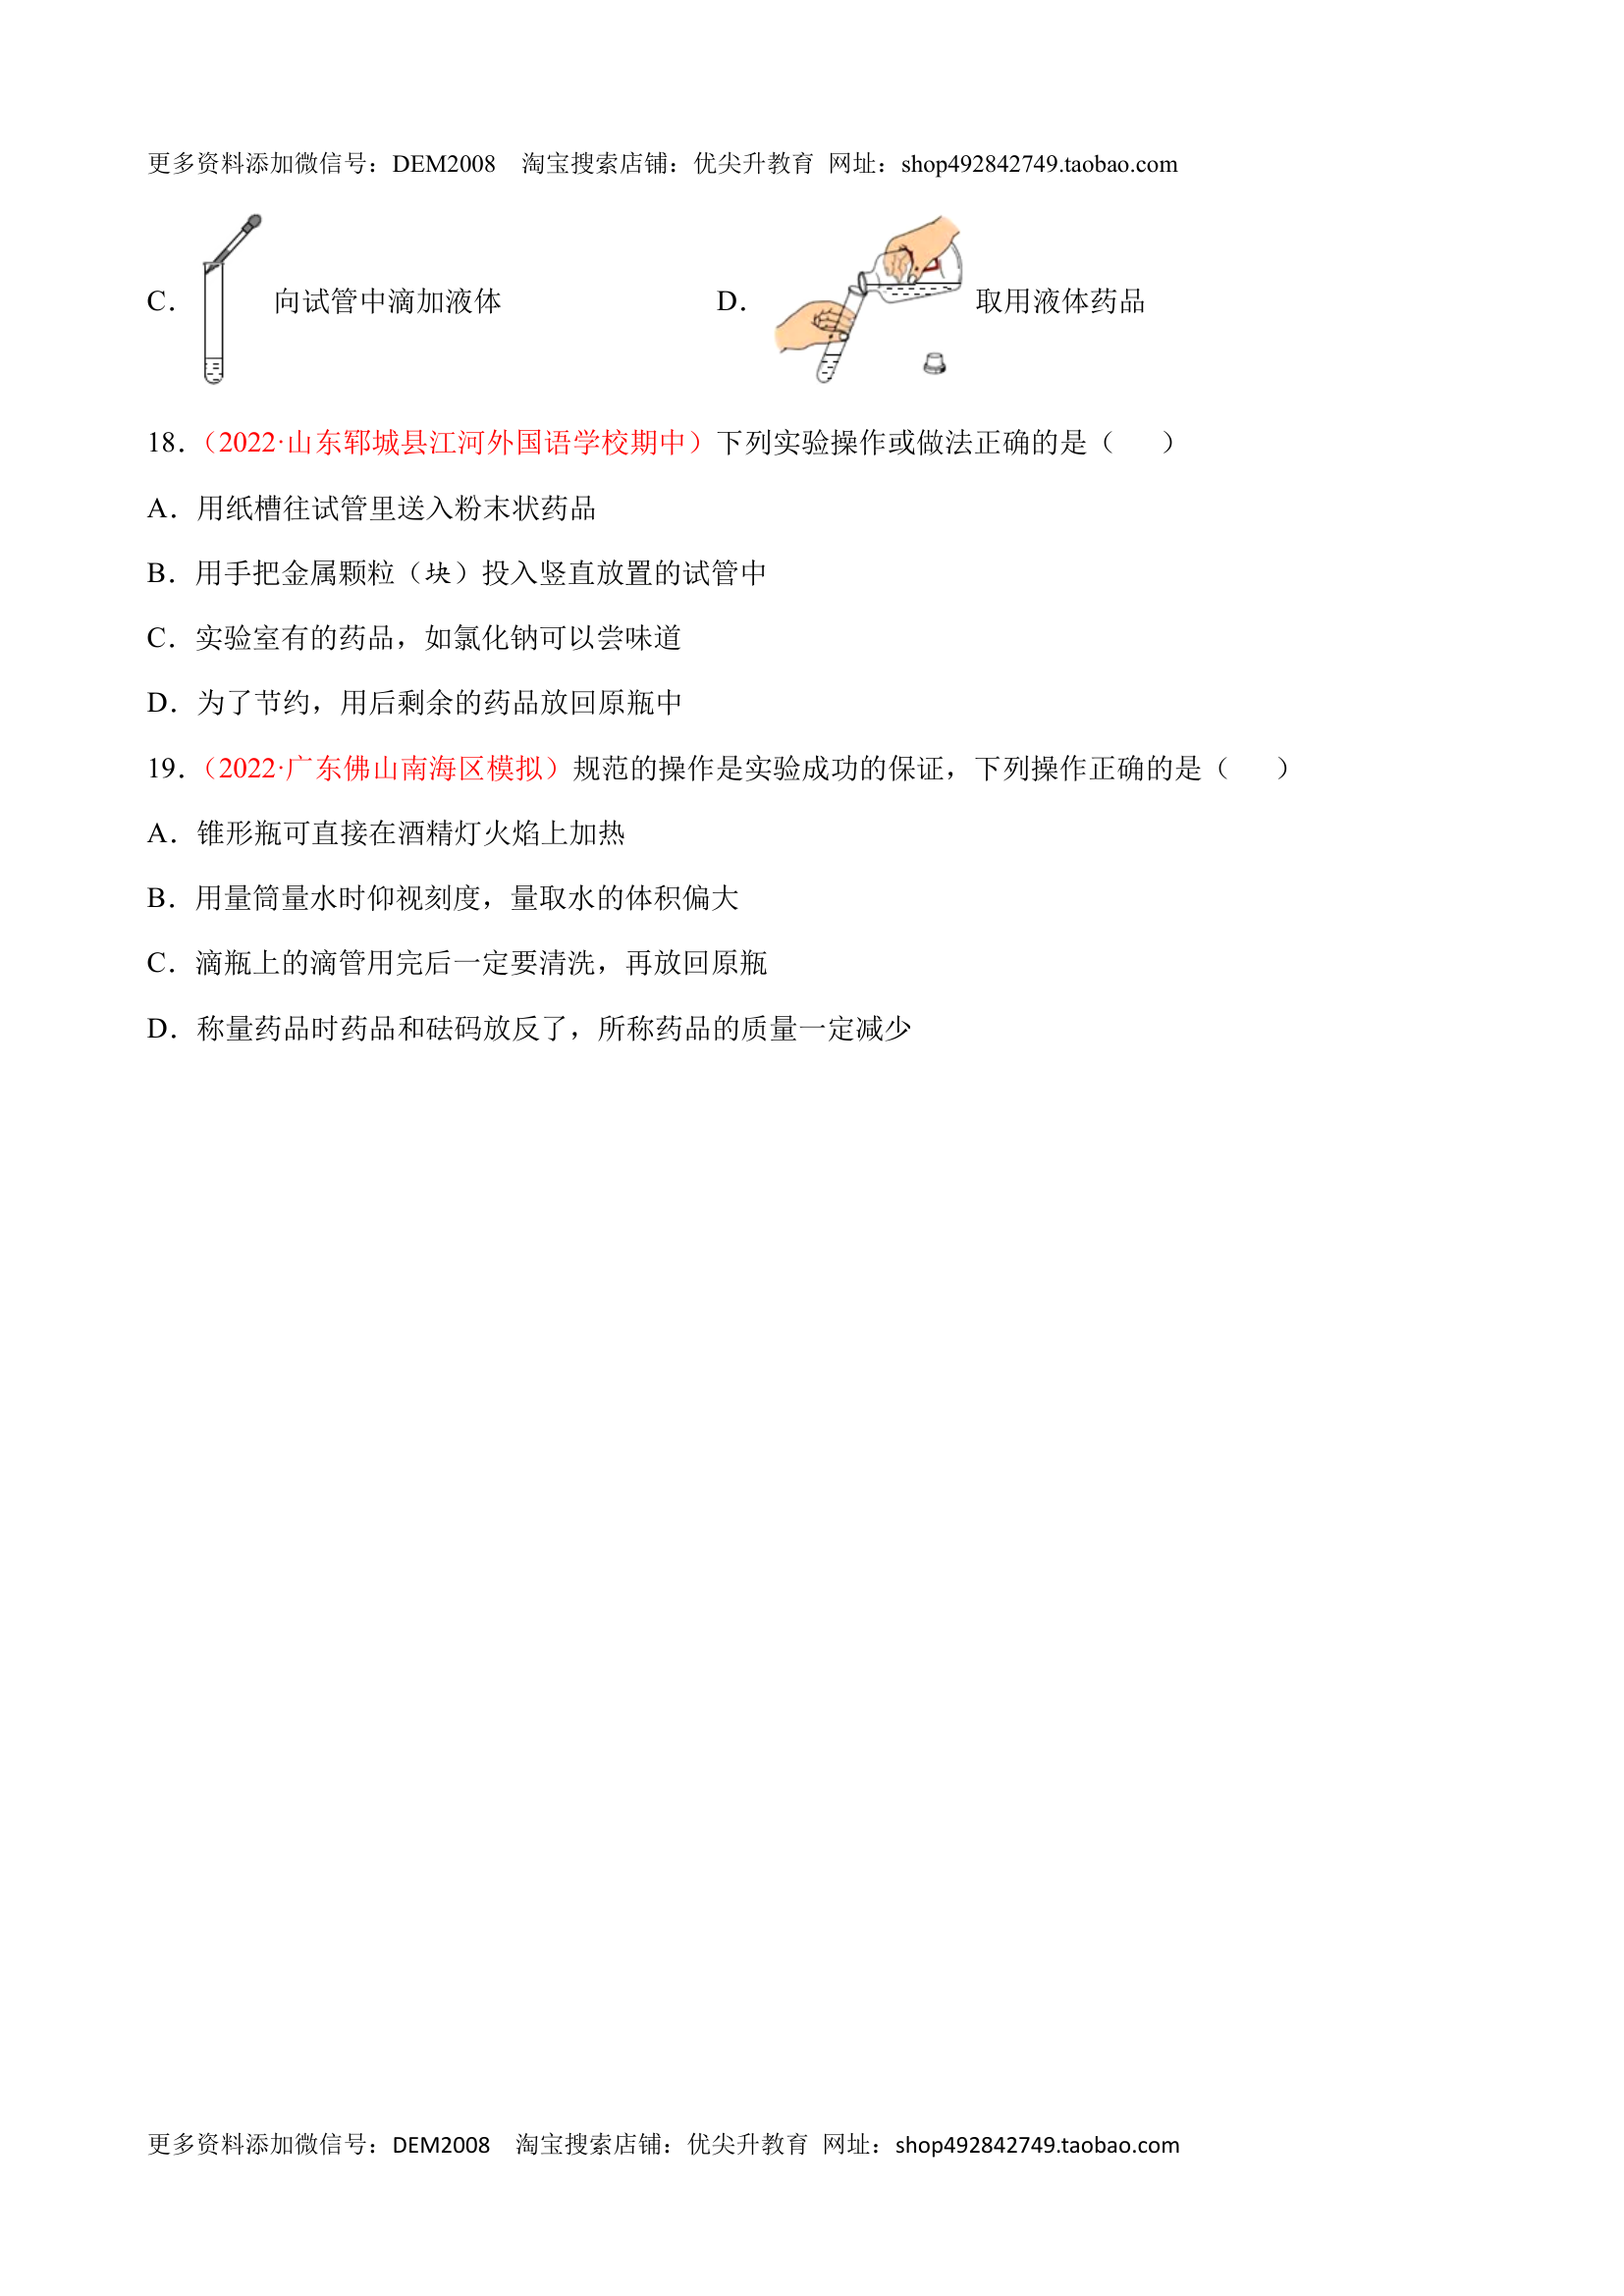 更多资料添加微信号：DEM2008　淘宝搜索店铺：优尖升教育 网址：shop492842749.taobao.com
C．向试管中滴加液体 D．取用液体药品
18．（2022·山东郓城县江河外国语学校期中）下列实验操作或做法正确的是（　）
A．用纸槽往试管里送入粉末状药品
B．用手把金属颗粒（块）投入竖直放置的试管中
C．实验室有的药品，如氯化钠可以尝味道
D．为了节约，用后剩余的药品放回原瓶中
19．（2022·广东佛山南海区模拟）规范的操作是实验成功的保证，下列操作正确的是（　）
A．锥形瓶可直接在酒精灯火焰上加热
B．用量筒量水时仰视刻度，量取水的体积偏大
C．滴瓶上的滴管用完后一定要清洗，再放回原瓶
D．称量药品时药品和砝码放反了，所称药品的质量一定减少
更多资料添加微信号：DEM2008　淘宝搜索店铺：优尖升教育 网址：shop492842749.taobao.com